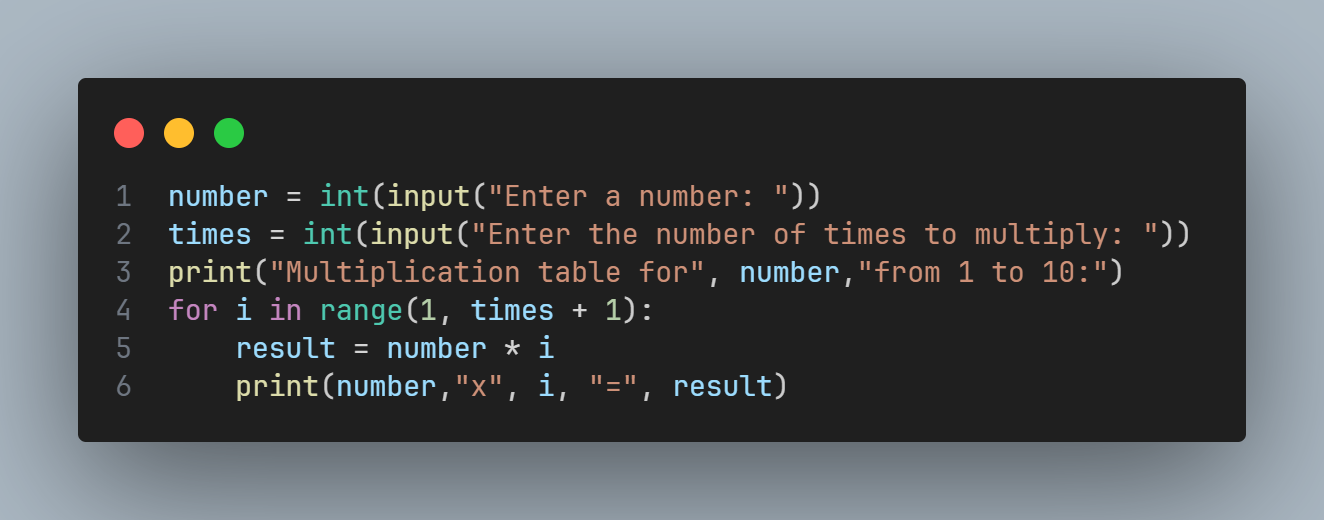 1 number = int(input("Enter a number: "))
2 times = int(input("Enter the number of times to multiply: "))
3 print("Multiplication table for", number,"from 1 to 10:")
4 for i in range(1, times + 1):
5     result = number * i
6     print(number,"x", i, "=", result)